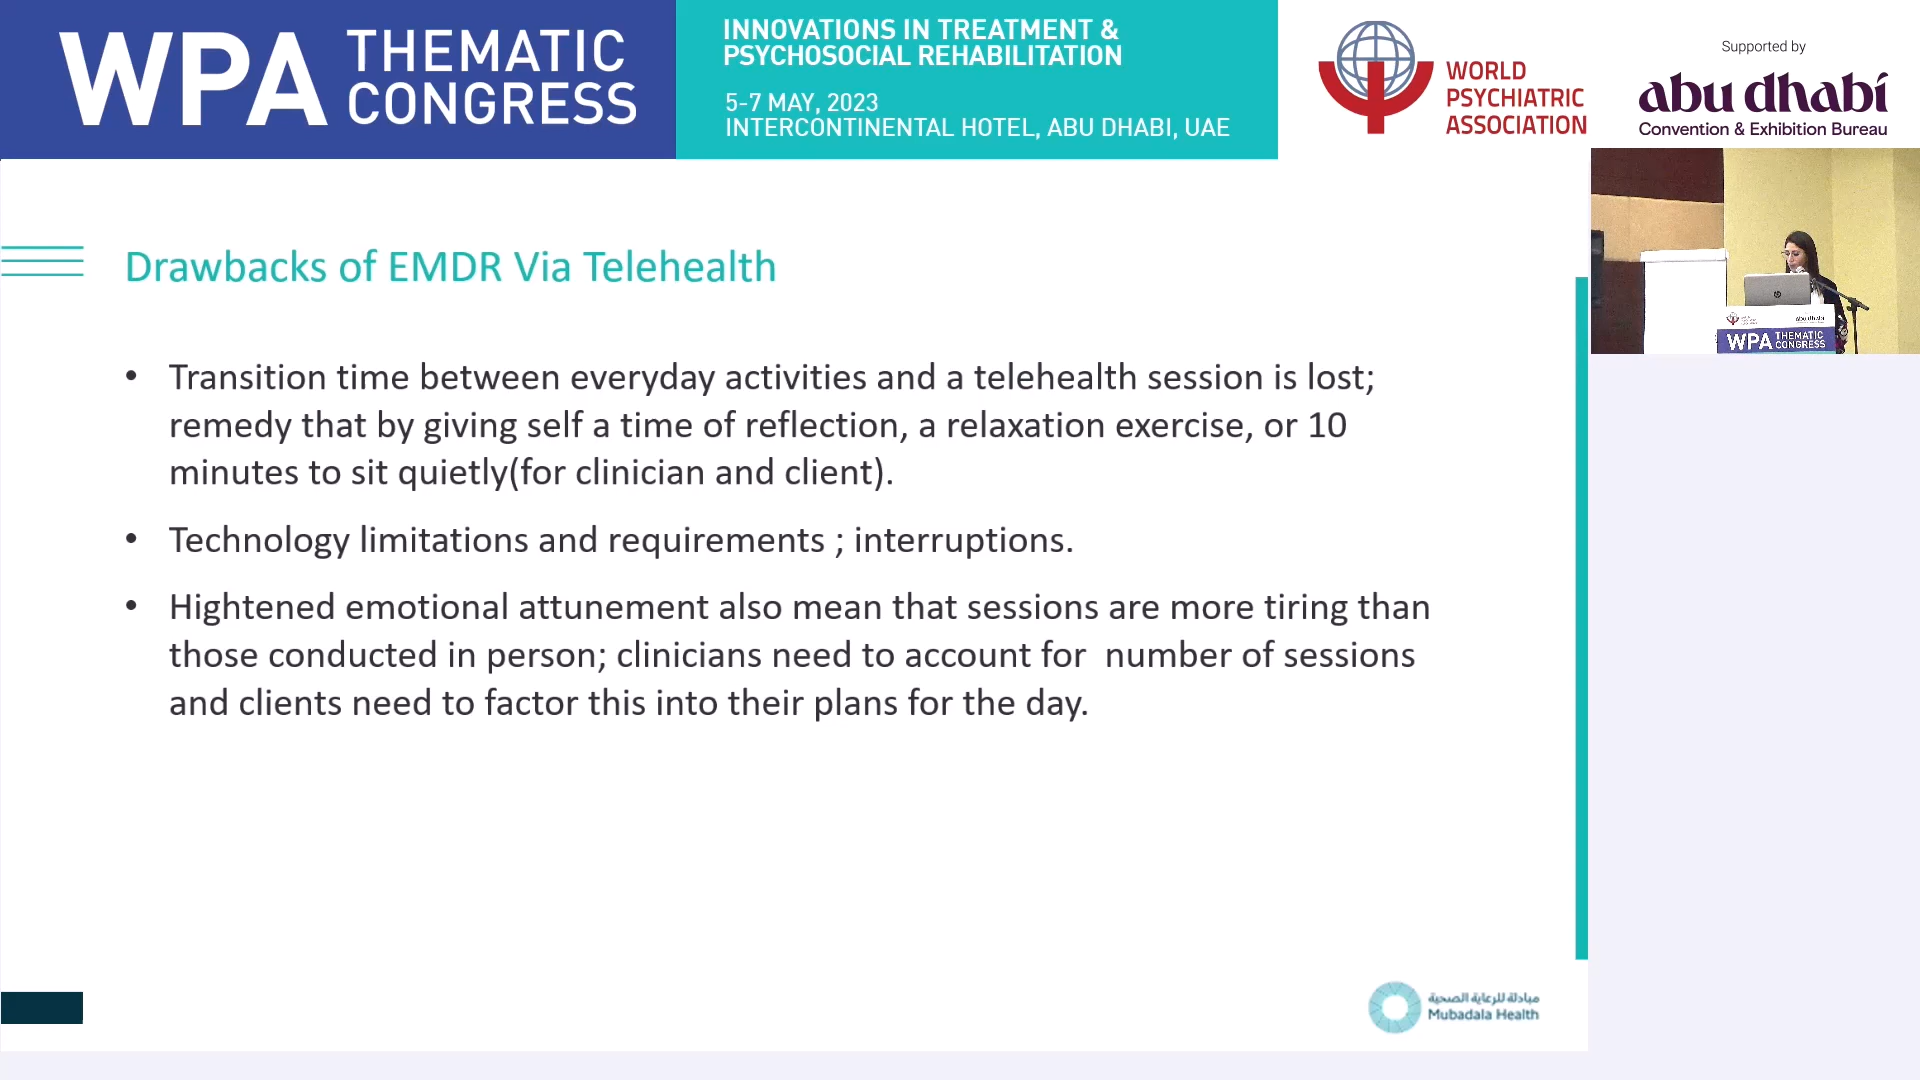 WPA THEMATIC CONGRESS
INNOVATIONS IN TREATMENT &
PSYCHOSOCIAL REHABILITATION
5-7 MAY, 2023
INTERCONTINENTAL HOTEL, ABU DHABI, UAE
WORLD
PSYCHIATRIC
ASSOCIATION
Supported by
abu dhabi
Convention & Exhibition Bureau
Drawbacks of EMDR Via Telehealth
• Transition time between everyday activities and a telehealth session is lost;
remedy that by giving self a time of reflection, a relaxation exercise, or 10
minutes to sit quietly(for clinician and client).
• Technology limitations and requirements ; interruptions.
• Hightened emotional attunement also mean that sessions are more tiring than
those conducted in person; clinicians need to account for  number of sessions
and clients need to factor this into their plans for the day.
abu dhabi
WPA THEMATIC CONGRESS
مبادلة للرعاية الصحية
Mubadala Health